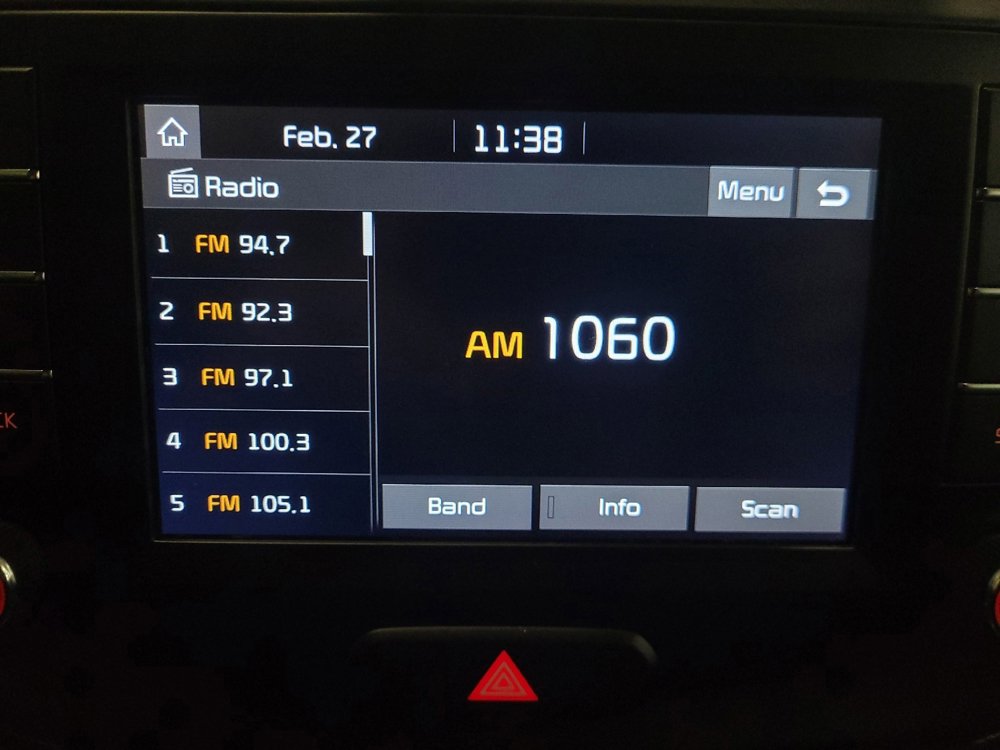 Feb. 27 11:38
Radio Menu
1 FM 94.7
2 FM 92.3
AM 1060
3 FM 97.1
4 FM 100.3
5 FM 105.1
Band Info Scan